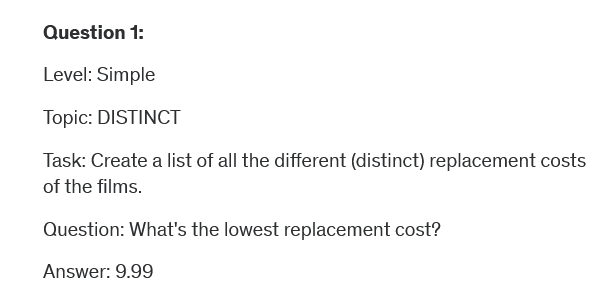 Question 1:
Level: Simple
Topic: DISTINCT
Task: Create a list of all the different (distinct) replacement costs
of the films.
Question: What's the lowest replacement cost?
Answer: 9.99